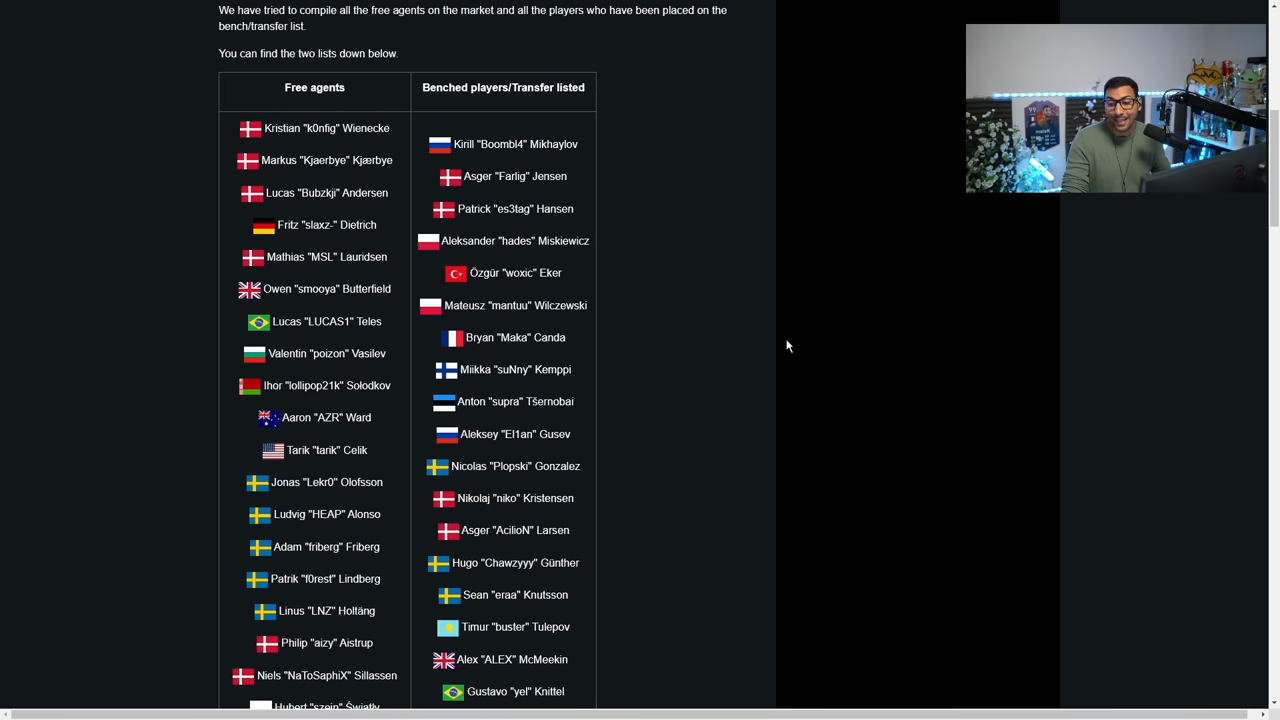 We have tried to compile all the free agents on the market and all the players who have been placed on the
bench/transfer list.
You can find the two lists down below.
Free agents
Kristian "k0nfig" Wienecke
Markus "Kjærbye" Kjærbye
Lucas "Bubzkji" Andersen
Fritz "slaxz-" Dietrich
Mathias "MSL" Lauridsen
Owen "smooya" Butterfield
Lucas "LUCAS1" Teles
Valentin "poizon" Vasilev
Ihor "lollipop21k" Sołodkov
Aaron "AZR" Ward
Tarik "tarik" Celik
Jonas "Lekr0" Olofsson
Ludvig "HEAP" Alonso
Adam "friberg" Friberg
Patrik "f0rest" Lindberg
Linus "LNZ" Holtäng
Philip "aizy" Aistrup
Niels "NaToSaphiX" Sillassen
Hubert "szejn" Światły
Benched players/Transfer listed
Kirill "Boombl4" Mikhaylov
Asger "Farlig" Jensen
Patrick "es3tag" Hansen
Aleksander "hades" Miskiewicz
Özgür "woxic" Eker
Mateusz "mantuu" Wilczewski
Bryan "Maka" Canda
Miikka "suNny" Kemppi
Anton "supra" Tšernobai
Aleksey "El1an" Gusev
Nicolas "Plopski" Gonzalez
Nikolaj "niko" Kristensen
Asger "AcilioN" Larsen
Hugo "Chawzyyy" Günther
Sean "eraa" Knutsson
Timur "buster" Tulepov
Alex "ALEX" McMeekin
Gustavo "yel" Knittel